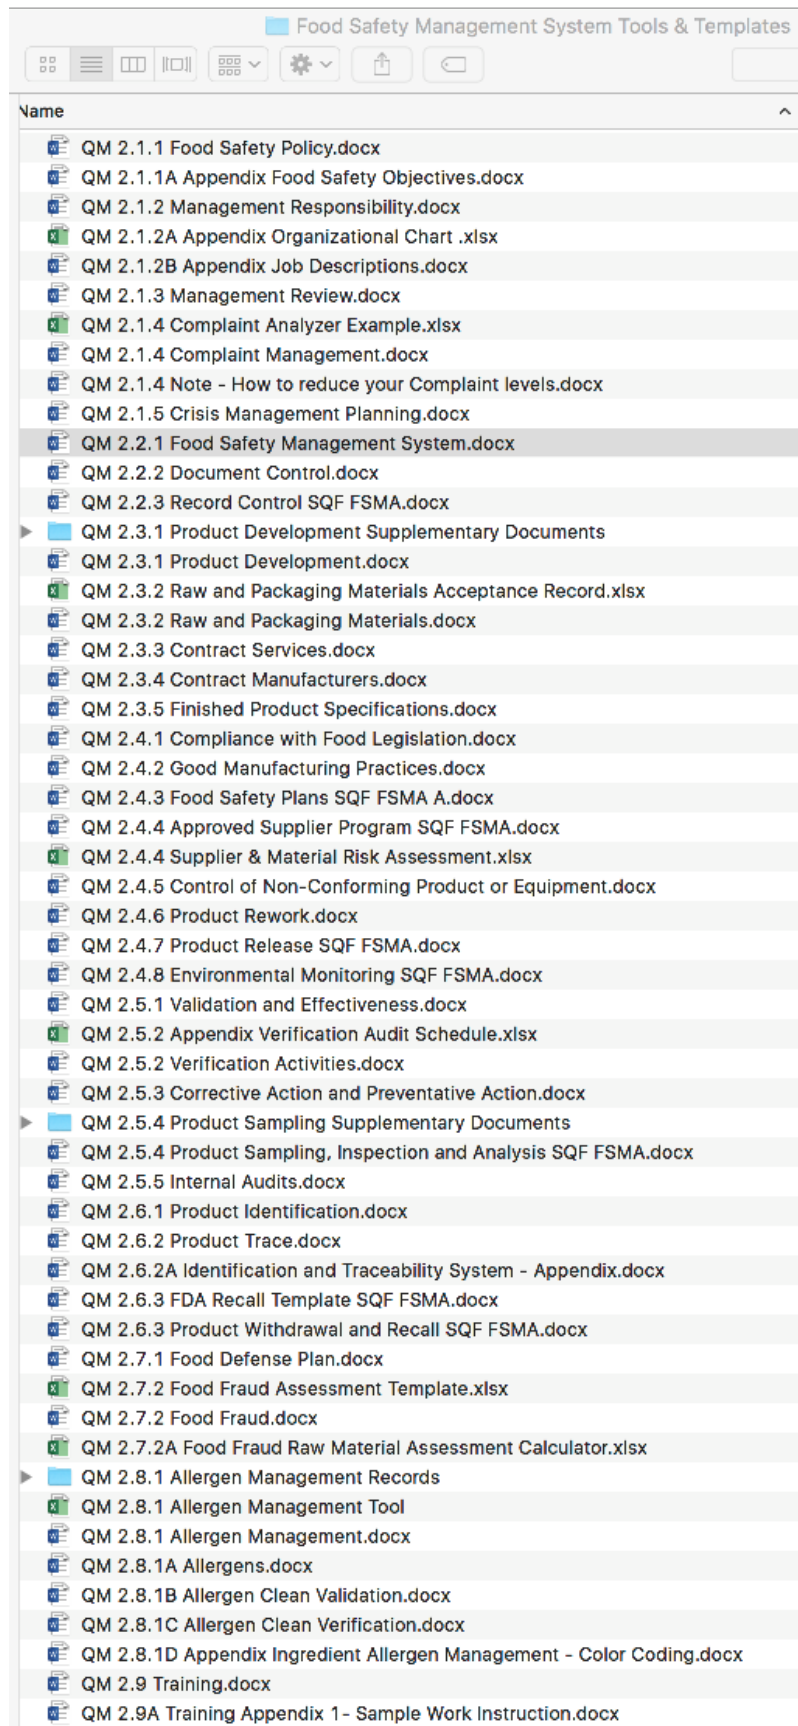 Food Safety Management System Tools & Templates
Name
QM 2.1.1 Food Safety Policy.docx
QM 2.1.1A Appendix Food Safety Objectives.docx
QM 2.1.2 Management Responsibility.docx
QM 2.1.2A Appendix Organizational Chart .xlsx
QM 2.1.2B Appendix Job Descriptions.docx
QM 2.1.3 Management Review.docx
QM 2.1.4 Complaint Analyzer Example.xlsx
QM 2.1.4 Complaint Management.docx
QM 2.1.4 Note - How to reduce your Complaint levels.docx
QM 2.1.5 Crisis Management Planning.docx
QM 2.2.1 Food Safety Management System.docx
QM 2.2.2 Document Control.docx
QM 2.2.3 Record Control SQF FSMA.docx
QM 2.3.1 Product Development Supplementary Documents
QM 2.3.1 Product Development.docx
QM 2.3.2 Raw and Packaging Materials Acceptance Record.xlsx
QM 2.3.2 Raw and Packaging Materials.docx
QM 2.3.3 Contract Services.docx
QM 2.3.4 Contract Manufacturers.docx
QM 2.3.5 Finished Product Specifications.docx
QM 2.4.1 Compliance with Food Legislation.docx
QM 2.4.2 Good Manufacturing Practices.docx
QM 2.4.3 Food Safety Plans SQF FSMA A.docx
QM 2.4.4 Approved Supplier Program SQF FSMA.docx
QM 2.4.4 Supplier & Material Risk Assessment.xlsx
QM 2.4.5 Control of Non-Conforming Product or Equipment.docx
QM 2.4.6 Product Rework.docx
QM 2.4.7 Product Release SQF FSMA.docx
QM 2.4.8 Environmental Monitoring SQF FSMA.docx
QM 2.5.1 Validation and Effectiveness.docx
QM 2.5.2 Appendix Verification Audit Schedule.xlsx
QM 2.5.2 Verification Activities.docx
QM 2.5.3 Corrective Action and Preventative Action.docx
QM 2.5.4 Product Sampling Supplementary Documents
QM 2.5.4 Product Sampling, Inspection and Analysis SQF FSMA.docx
QM 2.5.5 Internal Audits.docx
QM 2.6.1 Product Identification.docx
QM 2.6.2 Product Trace.docx
QM 2.6.2A Identification and Traceability System - Appendix.docx
QM 2.6.3 FDA Recall Template SQF FSMA.docx
QM 2.6.3 Product Withdrawal and Recall SQF FSMA.docx
QM 2.7.1 Food Defense Plan.docx
QM 2.7.2 Food Fraud Assessment Template.xlsx
QM 2.7.2 Food Fraud.docx
QM 2.7.2A Food Fraud Raw Material Assessment Calculator.xlsx
QM 2.8.1 Allergen Management Records
QM 2.8.1 Allergen Management Tool
QM 2.8.1 Allergen Management.docx
QM 2.8.1A Allergens.docx
QM 2.8.1B Allergen Clean Validation.docx
QM 2.8.1C Allergen Clean Verification.docx
QM 2.8.1D Appendix Ingredient Allergen Management - Color Coding.docx
QM 2.9 Training.docx
QM 2.9A Training Appendix 1- Sample Work Instruction.docx